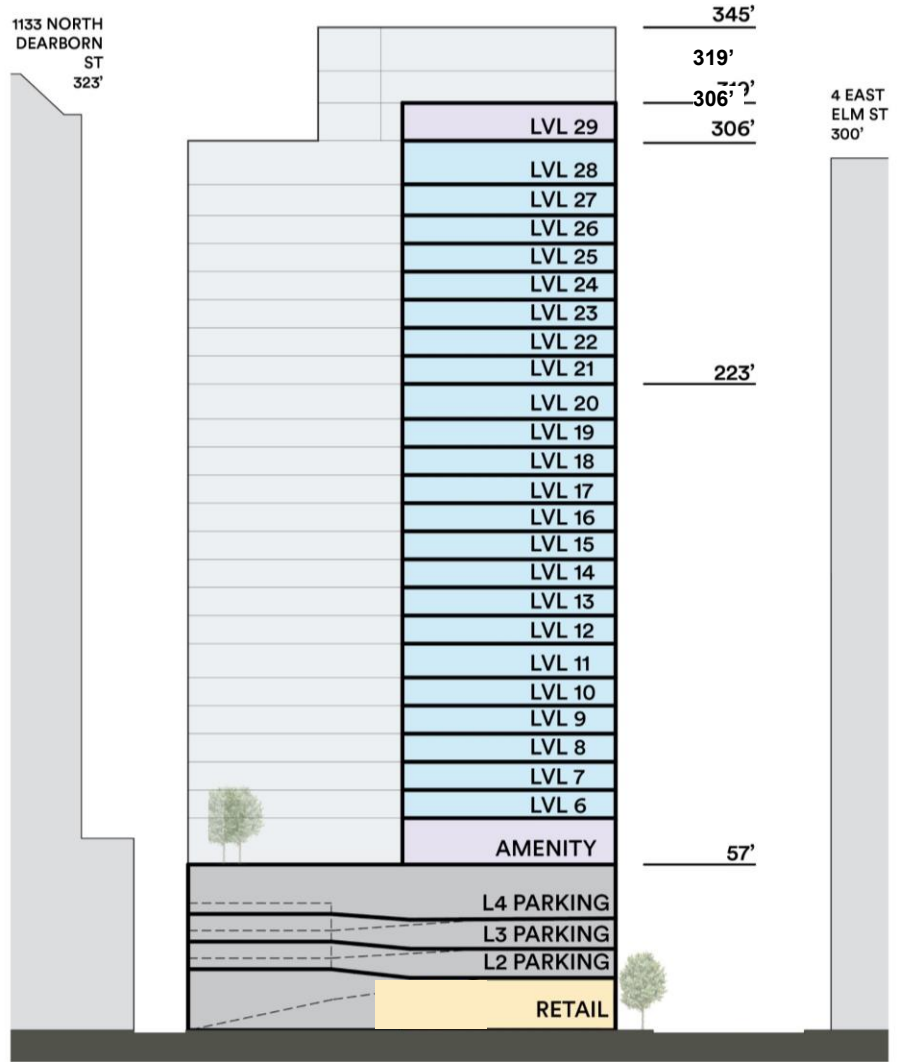 1133 NORTH
DEARBORN
ST
323'
345'
319'
306'
306'
4 EAST
ELM ST
300'
LVL 29
LVL 28
LVL 27
LVL 26
LVL 25
LVL 24
LVL 23
LVL 22
LVL 21
223'
LVL 20
LVL 19
LVL 18
LVL 17
LVL 16
LVL 15
LVL 14
LVL 13
LVL 12
LVL 11
LVL 10
LVL 9
LVL 8
LVL 7
LVL 6
AMENITY
57'
L4 PARKING
L3 PARKING
L2 PARKING
RETAIL